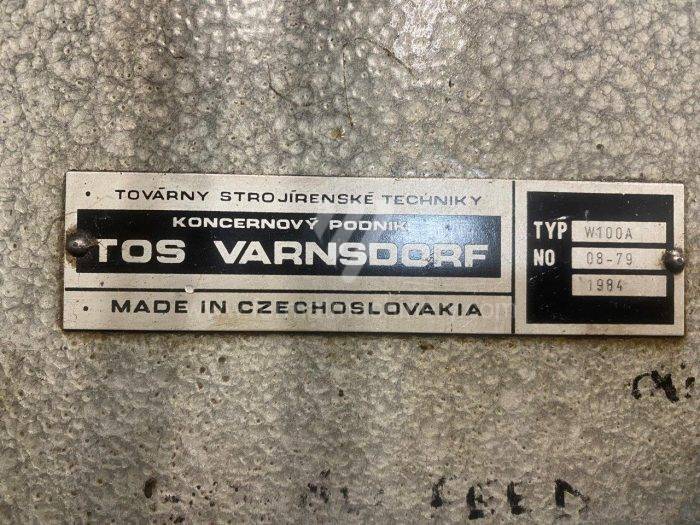 TOVÁRNY STROJÍRENSKÉ TECHNIKY
KONCERNOVÝ PODNIK
TOS VARNSDORF
MADE IN CZECHOSLOVAKIA
TYP W100A
NO 08-79
1984